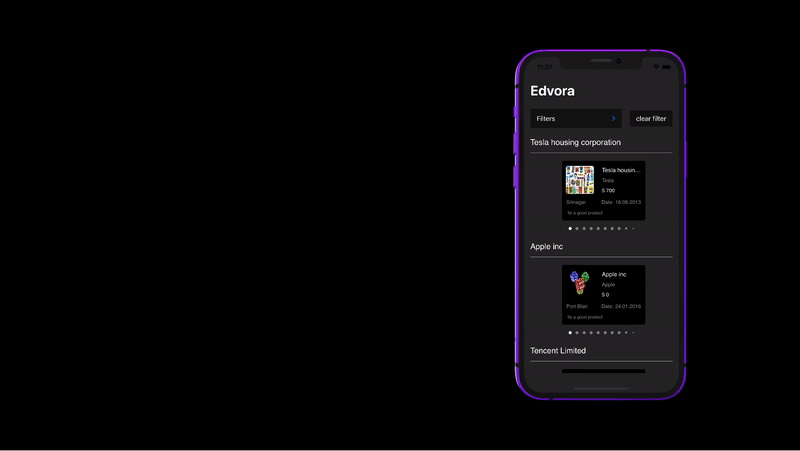 11:27
Edvora
Filters
clear filter
Tesla housing corporation
Tesla housin...
Tesla
$ 700
Srinagar
Date: 18:08:2013
its a good product
Apple inc
Apple inc
Apple
$ 0
Port Blair
Date: 24:01:2016
its a good product
Tencent Limited